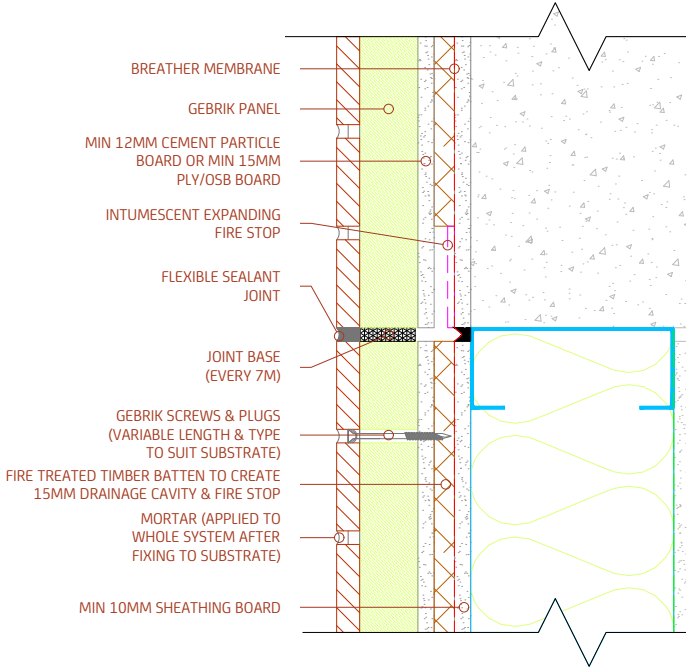 BREATHER MEMBRANE
GEBRIK PANEL
MIN 12MM CEMENT PARTICLE
BOARD OR MIN 15MM
PLY/OSB BOARD
INTUMESCENT EXPANDING
FIRE STOP
FLEXIBLE SEALANT
JOINT
JOINT BASE
(EVERY 7M)
GEBRIK SCREWS & PLUGS
(VARIABLE LENGTH & TYPE
TO SUIT SUBSTRATE)
FIRE TREATED TIMBER BATTEN TO CREATE
15MM DRAINAGE CAVITY & FIRE STOP
MORTAR (APPLIED TO
WHOLE SYSTEM AFTER
FIXING TO SUBSTRATE)
MIN 10MM SHEATHING BOARD